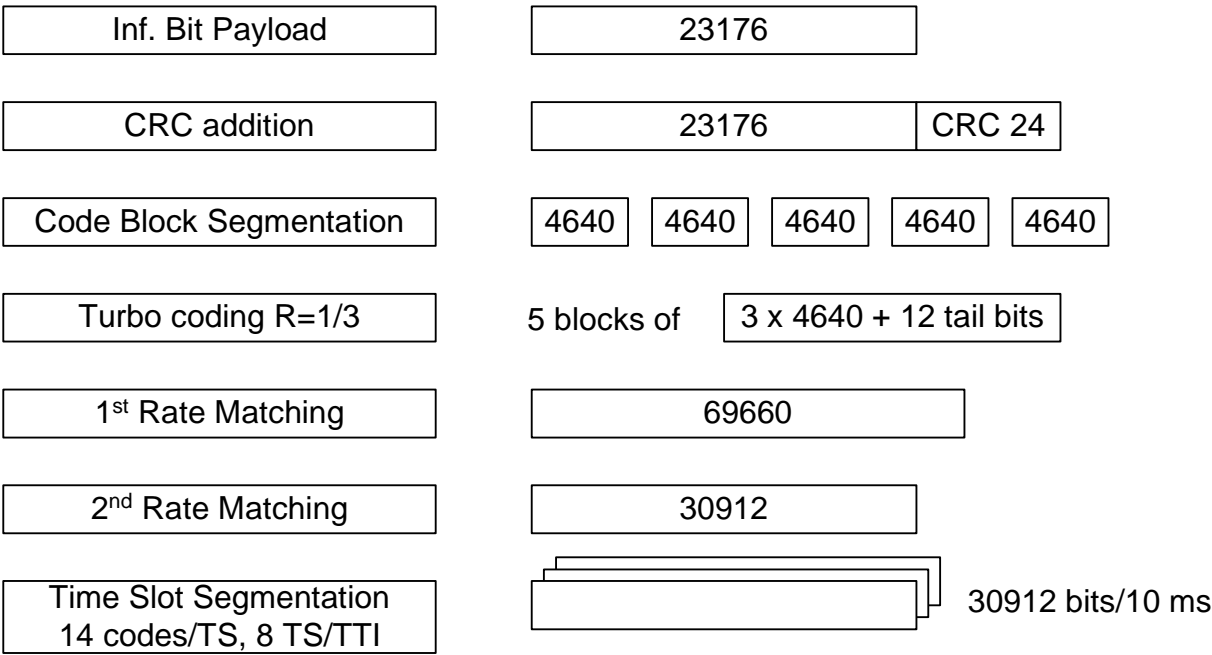 Inf. Bit Payload 23176
CRC addition 23176 CRC 24
Code Block Segmentation 4640 4640 4640 4640 4640
Turbo coding R=1/3 5 blocks of 3 x 4640 + 12 tail bits
1st Rate Matching 69660
2nd Rate Matching 30912
Time Slot Segmentation
14 codes/TS, 8 TS/TTI
30912 bits/10 ms